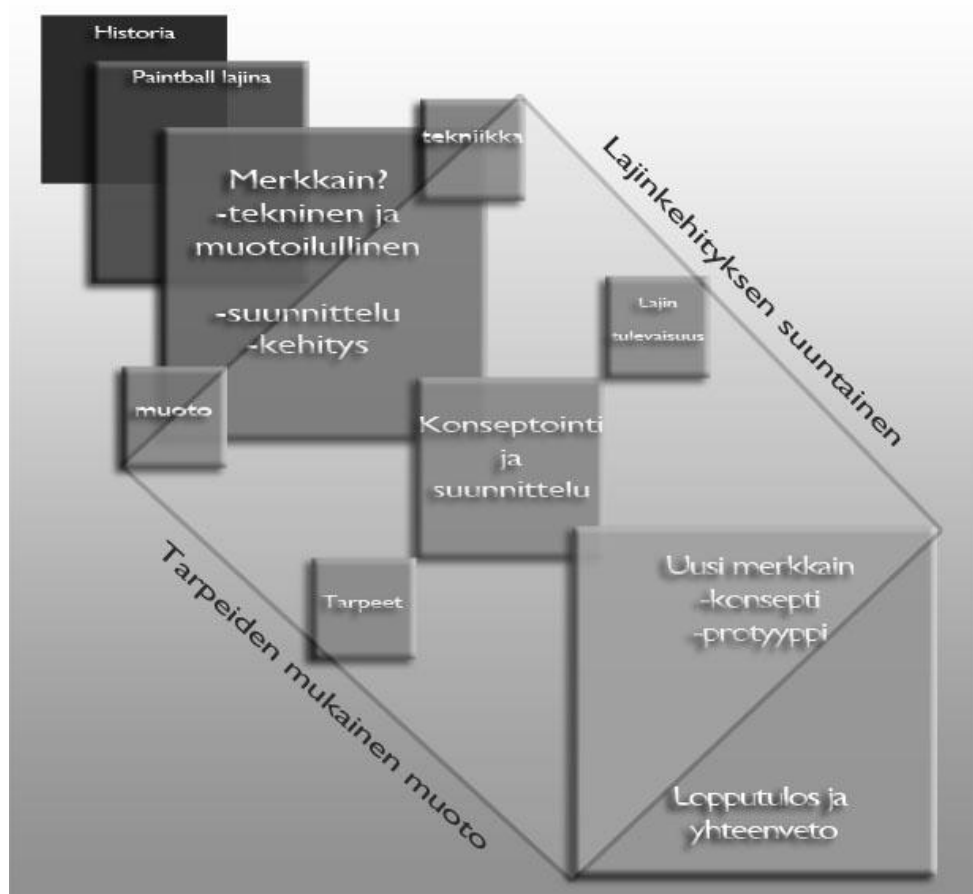 Historia
Paintball lajina
tekniikka
Merkkain?
-tekninen ja
muotoilullinen
-suunnittelu
-kehitys
Lajinkehityksen suuntainen
Lajin
tulevaisuus
muoto
Konseptointi
ja
suunnittelu
Tarpeet
Tarpeiden mukainen muoto
Uusi merkkain
-konsepti
-protyyppi
Lopputulos ja
yhteenveto